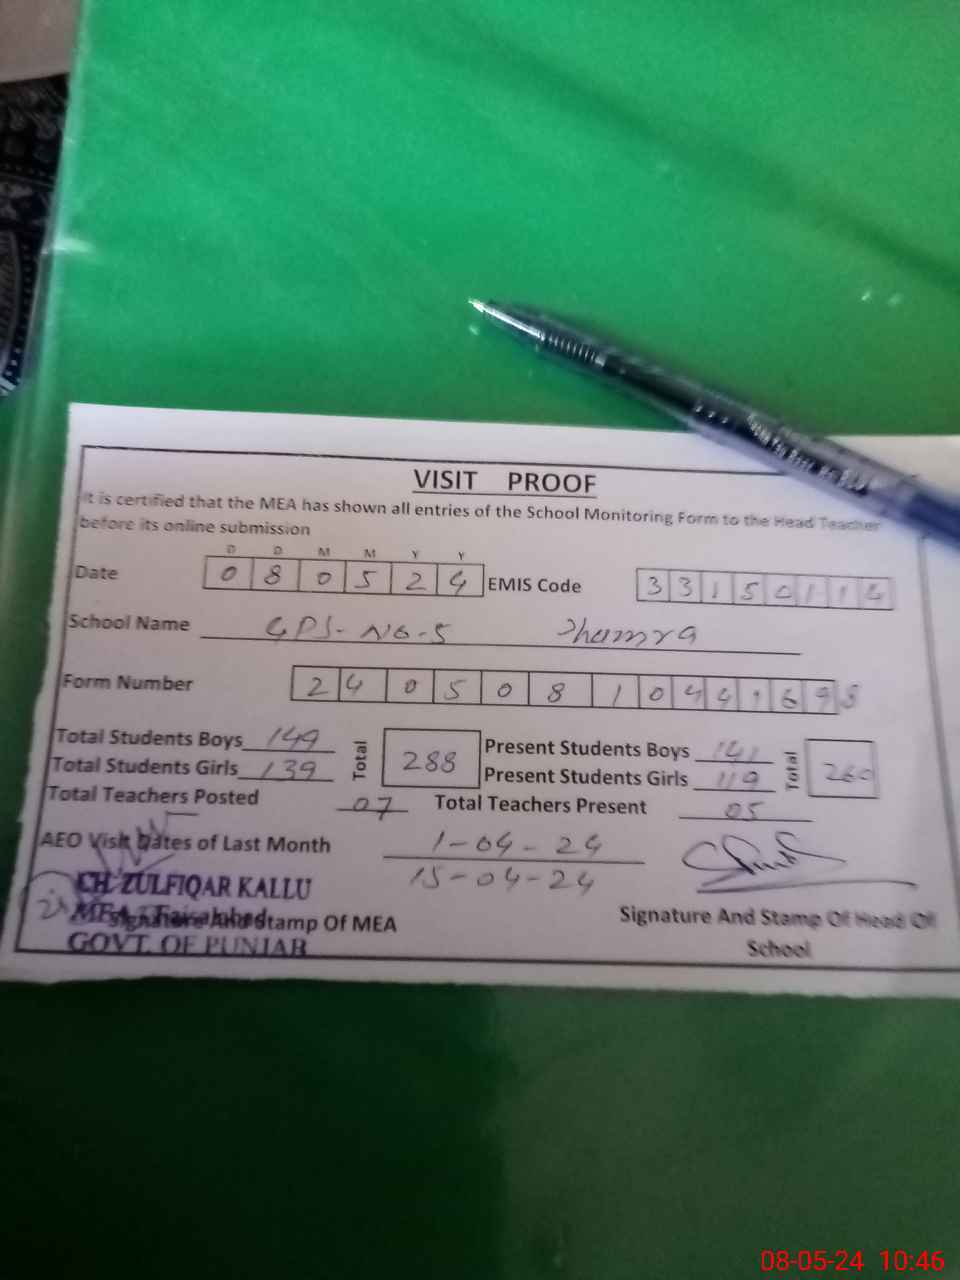 VISIT PROOF
It is certified that the MEA has shown all entries of the School Monitoring Form to the Head Teacher
before its online submission
D D M M Y Y
Date 0 8 0 5 2 4 EMIS Code 3 3 1 5 0 1 1 4
School Name GPS-NO-5 Jhumra
Form Number 2 4 0 5 0 8 1 0 4 4 1 6 9 8
Total Students Boys 149 Total 288 Present Students Boys 141 Total 260
Total Students Girls 139 Present Students Girls 119
Total Teachers Posted 07 Total Teachers Present 05
AEO Visit Dates of Last Month 1-04-24
15-04-24
CH. ZULFIQAR KALLU
MEA, Faisalabad
Signature And Stamp Of MEA
GOVT. OF PUNJAB
Signature And Stamp Of Head Of
School
08-05-24 10:46